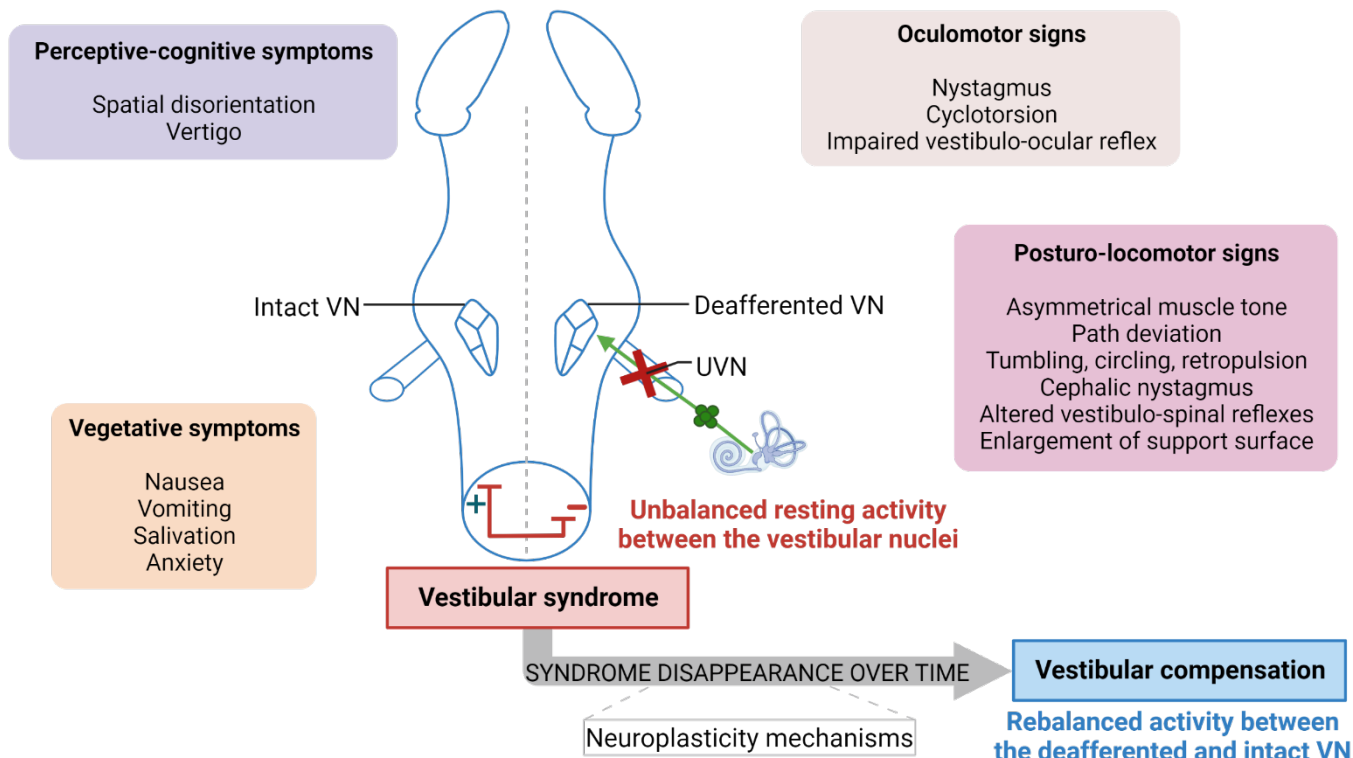 Perceptive-cognitive symptoms
Spatial disorientation
Vertigo
Oculomotor signs
Nystagmus
Cyclotorsion
Impaired vestibulo-ocular reflex
Intact VN
Deafferented VN
UVN
Posturo-locomotor signs
Asymmetrical muscle tone
Path deviation
Tumbling, circling, retropulsion
Cephalic nystagmus
Altered vestibulo-spinal reflexes
Enlargement of support surface
Vegetative symptoms
Nausea
Vomiting
Salivation
Anxiety
+
−
Unbalanced resting activity
between the vestibular nuclei
Vestibular syndrome
SYNDROME DISAPPEARANCE OVER TIME
Neuroplasticity mechanisms
Vestibular compensation
Rebalanced activity between
the deafferented and intact VN